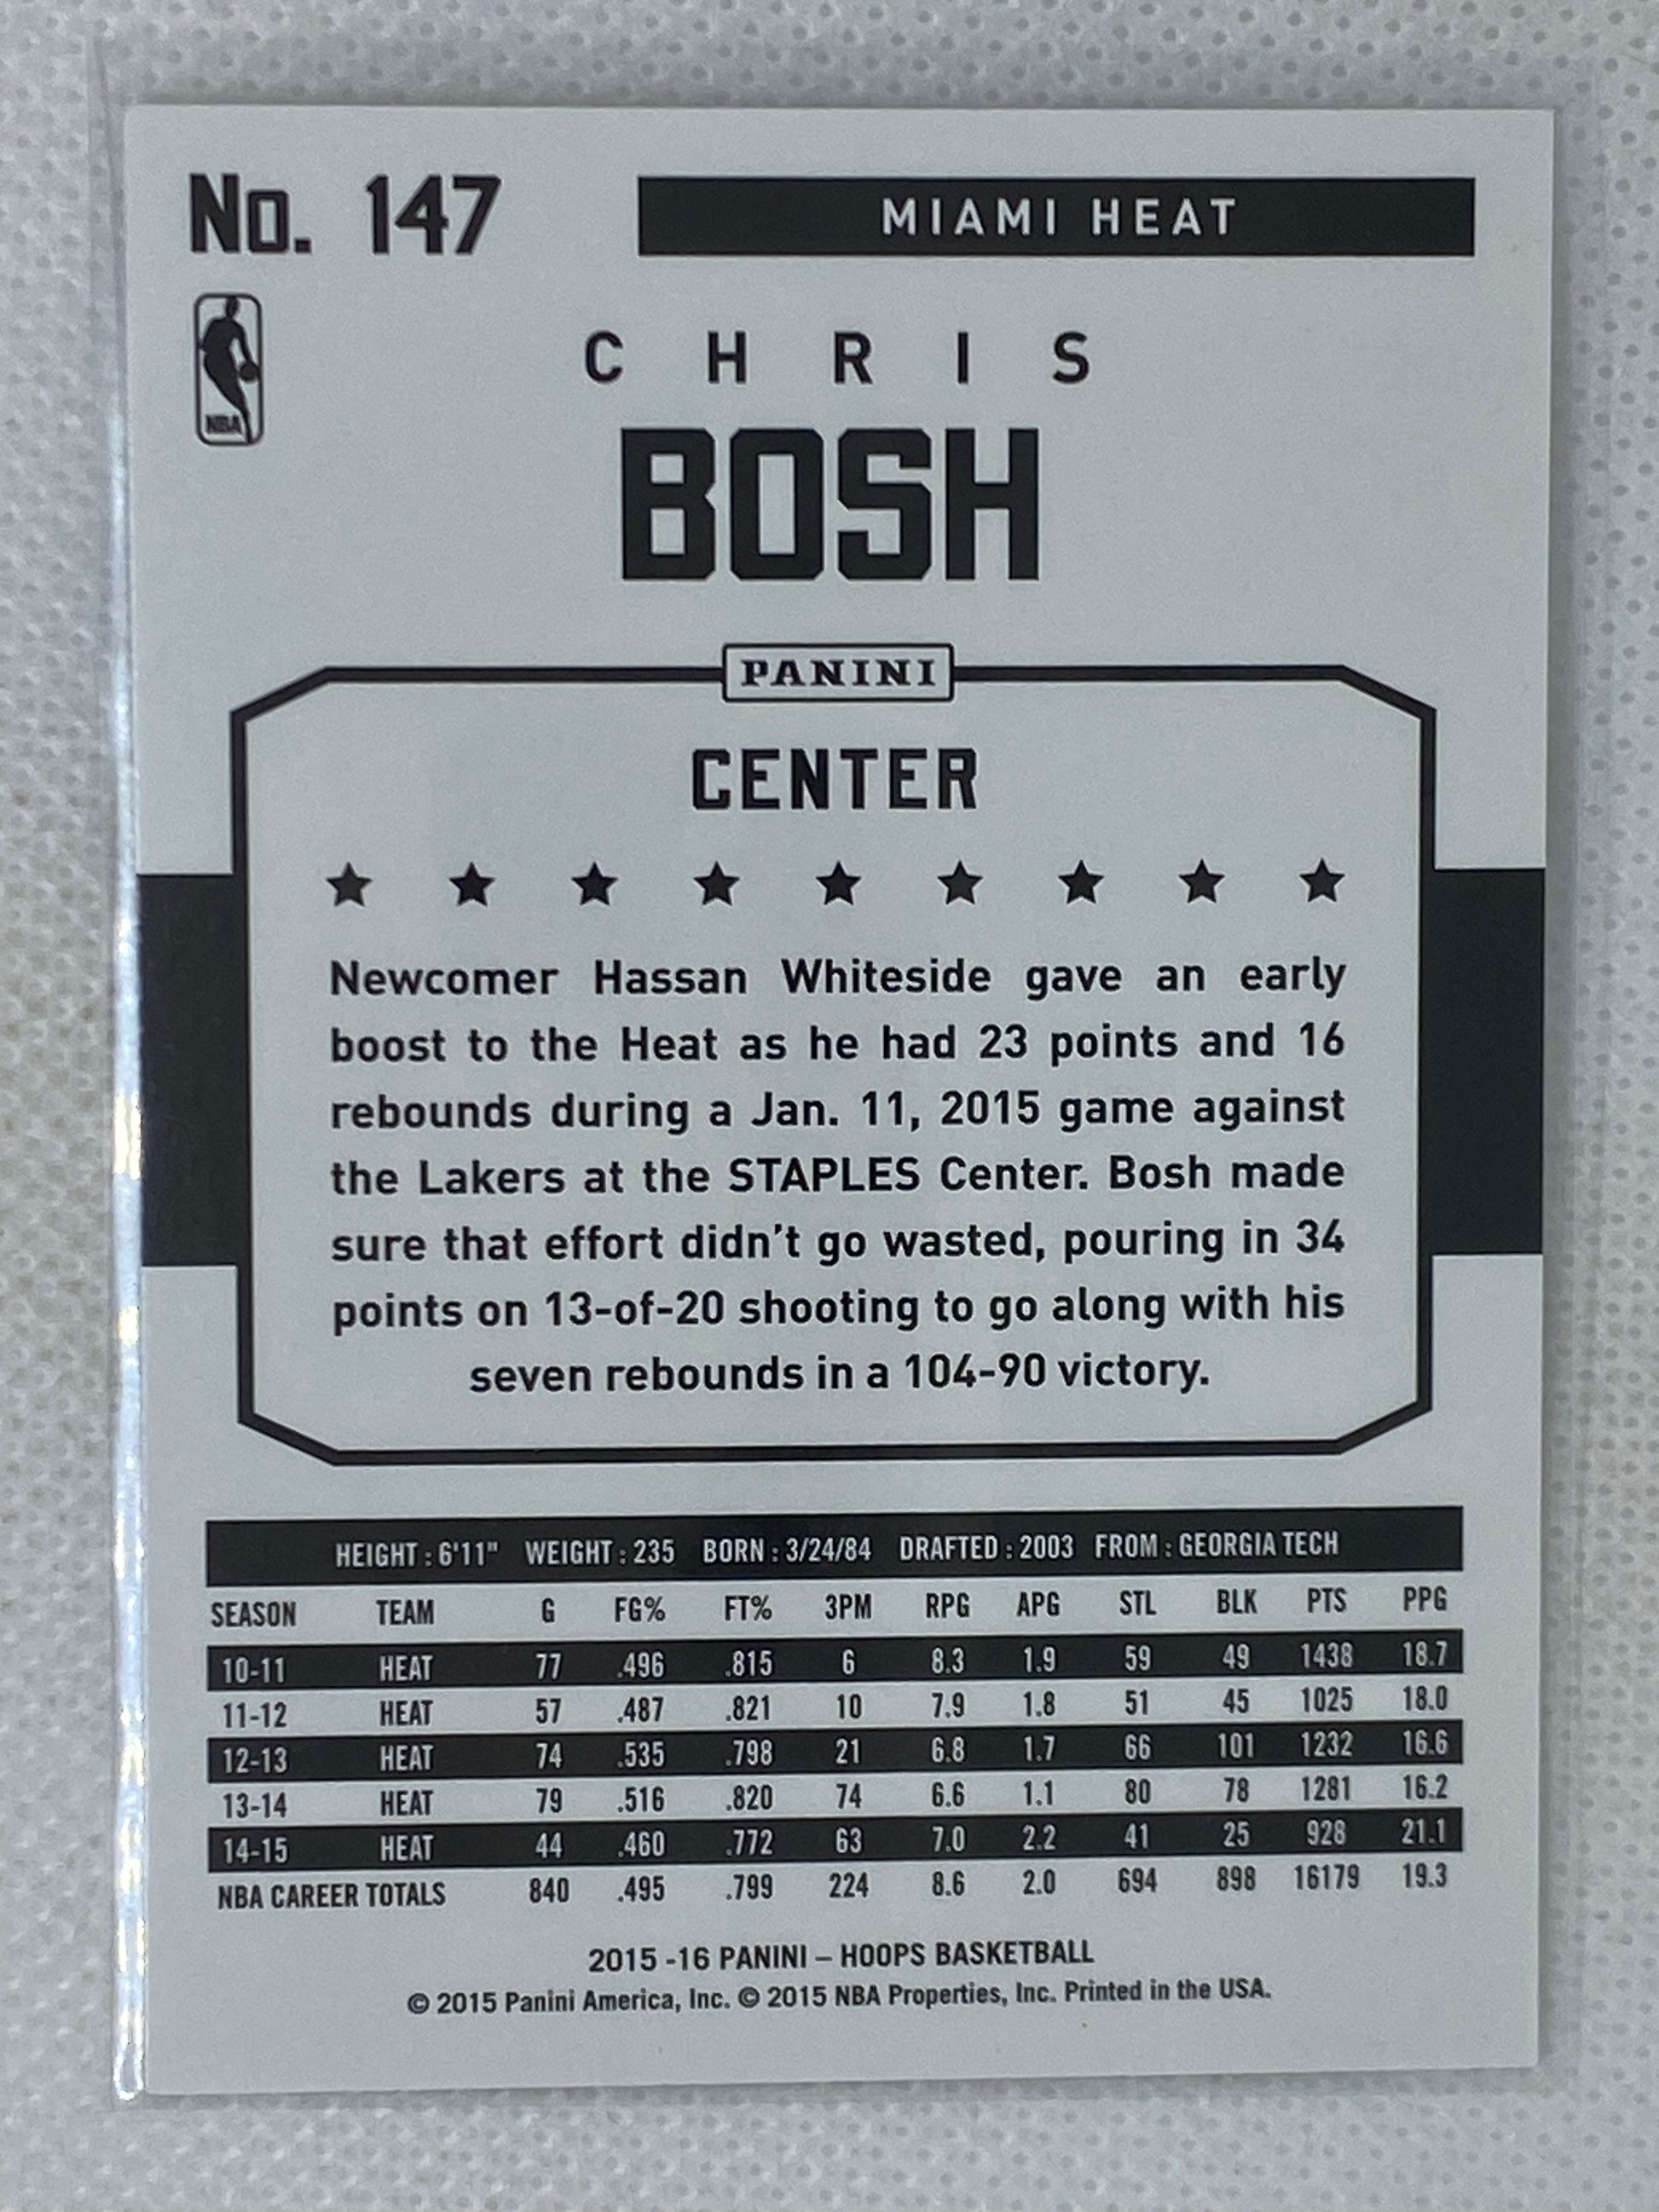 No. 147
MIAMI HEAT
NBA
CHRIS
BOSH
PANINI
CENTER
Newcomer Hassan Whiteside gave an early
boost to the Heat as he had 23 points and 16
rebounds during a Jan. 11, 2015 game against
the Lakers at the STAPLES Center. Bosh made
sure that effort didn't go wasted, pouring in 34
points on 13-of-20 shooting to go along with his
seven rebounds in a 104-90 victory.
HEIGHT : 6'11" WEIGHT : 235 BORN : 3/24/84 DRAFTED : 2003 FROM : GEORGIA TECH
SEASON TEAM G FG% FT% 3PM RPG APG STL BLK PTS PPG
10-11 HEAT 77 .496 .815 6 8.3 1.9 59 49 1438 18.7
11-12 HEAT 57 .487 .821 10 7.9 1.8 51 45 1025 18.0
12-13 HEAT 74 .535 .798 21 6.8 1.7 66 101 1232 16.6
13-14 HEAT 79 .516 .820 74 6.6 1.1 80 78 1281 16.2
14-15 HEAT 44 .460 .772 63 7.0 2.2 41 25 928 21.1
NBA CAREER TOTALS 840 .495 .799 224 8.6 2.0 694 898 16179 19.3
2015 -16 PANINI – HOOPS BASKETBALL
© 2015 Panini America, Inc. © 2015 NBA Properties, Inc. Printed in the USA.